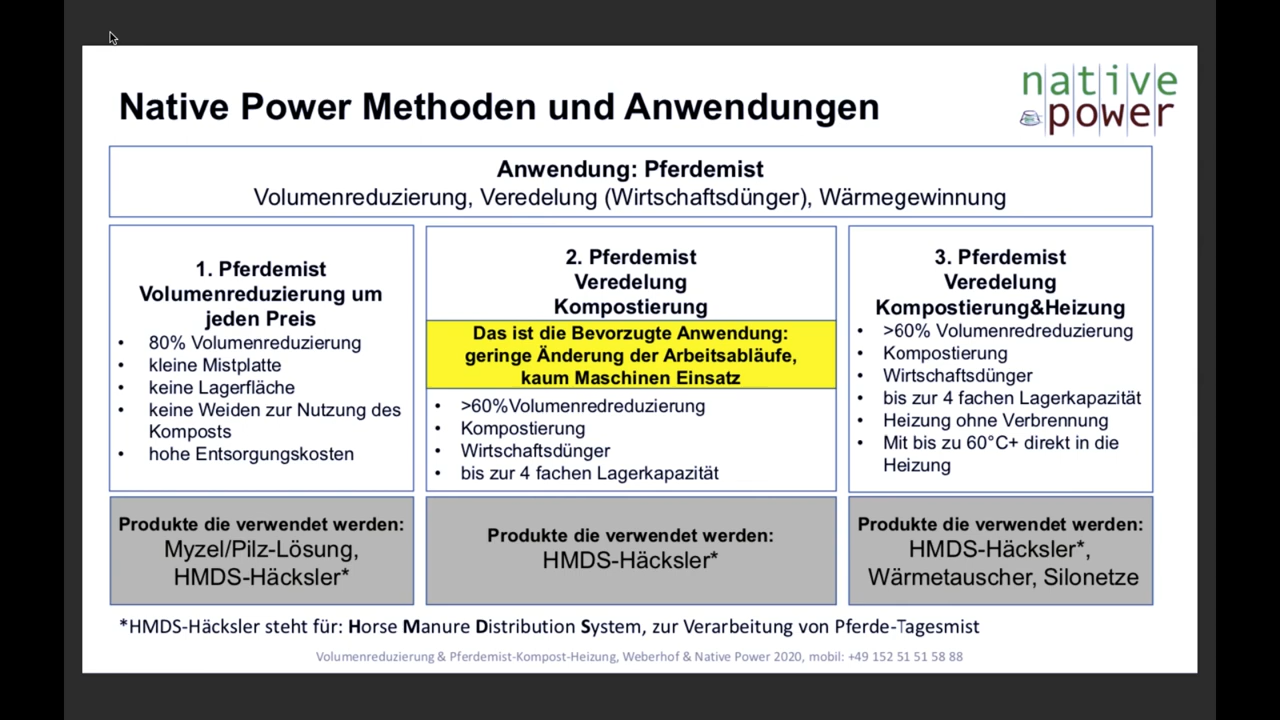 Native Power Methoden und Anwendungen
native
power
Anwendung: Pferdemist
Volumenreduzierung, Veredelung (Wirtschaftsdünger), Wärmegewinnung
1. Pferdemist
Volumenreduzierung um
jeden Preis
• 80% Volumenreduzierung
• kleine Mistplatte
• keine Lagerfläche
• keine Weiden zur Nutzung des
Komposts
• hohe Entsorgungskosten
2. Pferdemist
Veredelung
Kompostierung
Das ist die Bevorzugte Anwendung:
geringe Änderung der Arbeitsabläufe,
kaum Maschinen Einsatz
• >60%Volumenredreduzierung
• Kompostierung
• Wirtschaftsdünger
• bis zur 4 fachen Lagerkapazität
3. Pferdemist
Veredelung
Kompostierung&Heizung
• >60% Volumenredreduzierung
• Kompostierung
• Wirtschaftsdünger
• bis zur 4 fachen Lagerkapazität
• Heizung ohne Verbrennung
• Mit bis zu 60°C+ direkt in die
Heizung
Produkte die verwendet werden:
Myzel/Pilz-Lösung,
HMDS-Häcksler*
Produkte die verwendet werden:
HMDS-Häcksler*
Produkte die verwendet werden:
HMDS-Häcksler*,
Wärmetauscher, Silonetze
*HMDS-Häcksler steht für: Horse Manure Distribution System, zur Verarbeitung von Pferde-Tagesmist
Volumenreduzierung & Pferdemist-Kompost-Heizung, Weberhof & Native Power 2020, mobil: +49 152 51 51 58 88